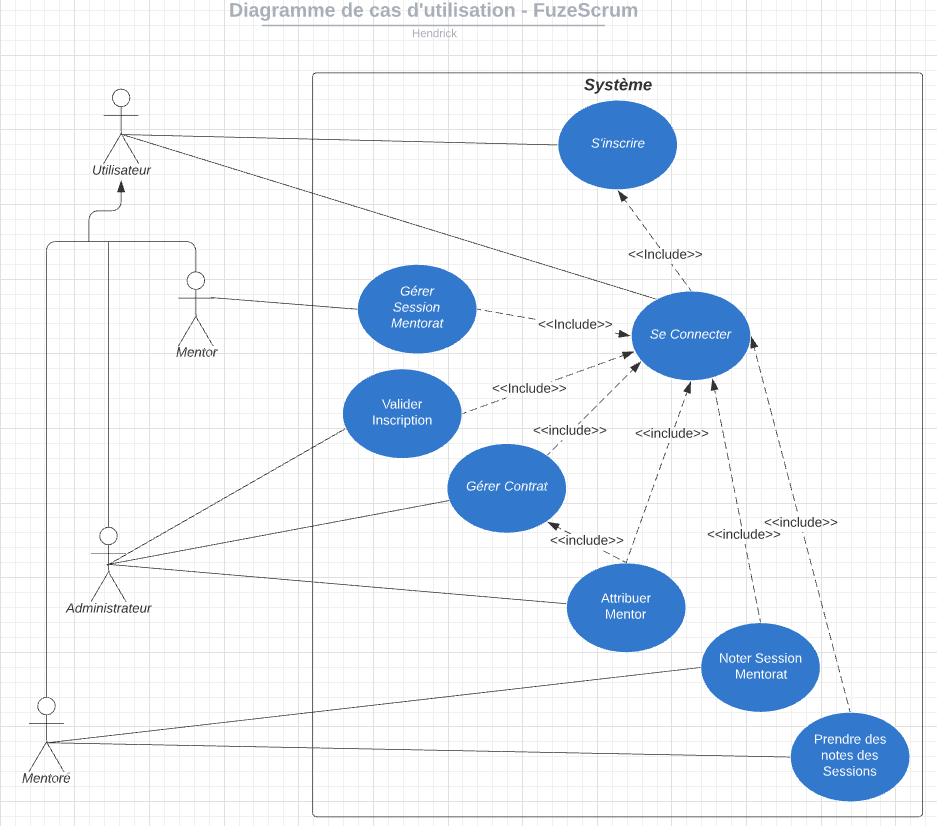 Diagramme de cas d'utilisation - FuzeScrum
Hendrick
Système
S'inscrire
Utilisateur
<<Include>>
Gérer
Session
Mentorat
<<Include>>
Se Connecter
Mentor
<<Include>>
Valider
Inscription
<<include>>
<<include>>
Gérer Contrat
<<include>>
<<include>>
<<include>>
Administrateur
Attribuer
Mentor
Noter Session
Mentorat
Prendre des
notes des
Sessions
Mentoré